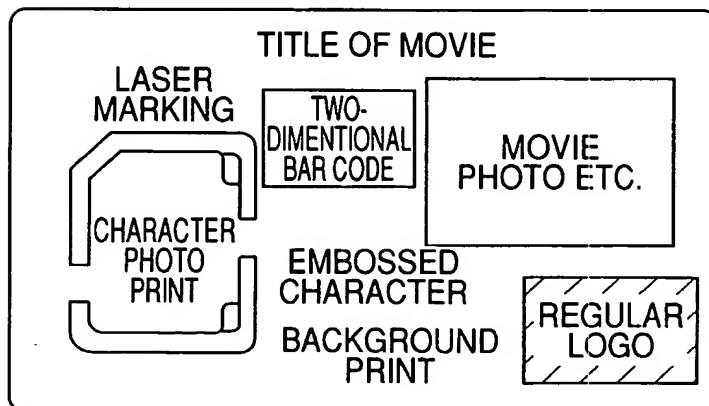 TITLE OF MOVIE
LASER
MARKING
TWO-
DIMENTIONAL
BAR CODE
MOVIE
PHOTO ETC.
CHARACTER
PHOTO
PRINT
EMBOSSED
CHARACTER
BACKGROUND
PRINT
REGULAR
LOGO